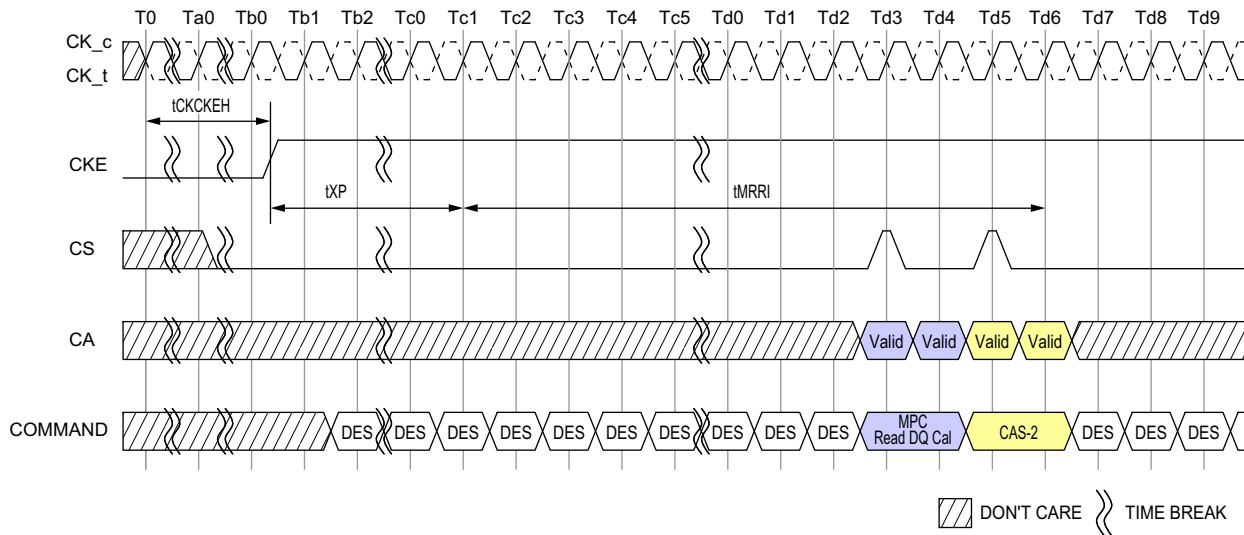 T0 Ta0 Tb0 Tb1 Tb2 Tc0 Tc1 Tc2 Tc3 Tc4 Tc5 Td0 Td1 Td2 Td3 Td4 Td5 Td6 Td7 Td8 Td9
CK_c
CK_t
tCKCKEH
CKE
tXP tMRRI
CS
CA Valid Valid Valid Valid
COMMAND DES DES DES DES DES DES DES DES DES DES MPC Read DQ Cal CAS-2 DES DES DES
DON'T CARE TIME BREAK